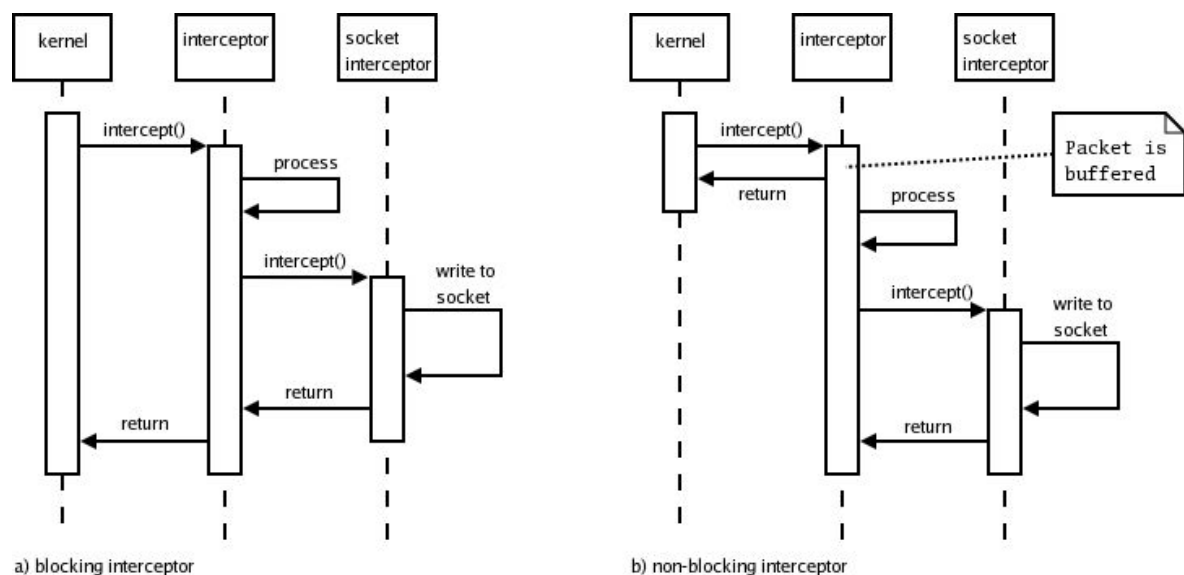 kernel
interceptor
socket
interceptor
intercept()
process
intercept()
write to
socket
return
return
a) blocking interceptor
kernel
interceptor
socket
interceptor
intercept()
Packet is
buffered
return
process
intercept()
write to
socket
return
b) non-blocking interceptor